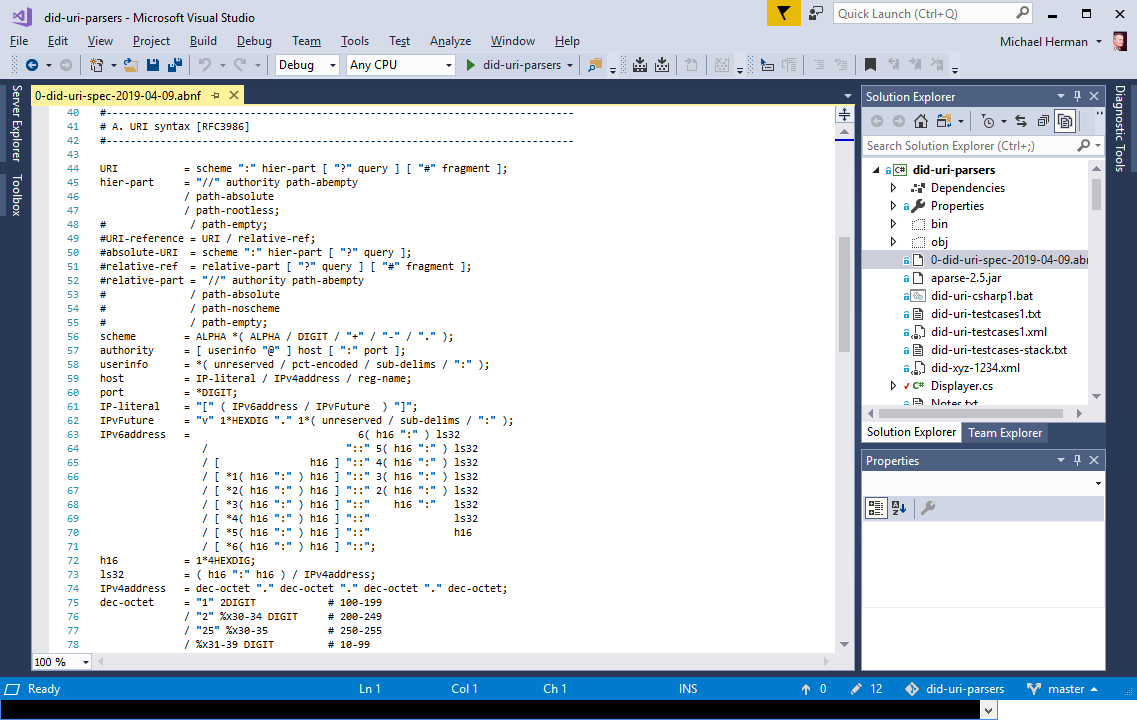 did-uri-parsers - Microsoft Visual Studio
Quick Launch (Ctrl+Q)
File Edit View Project Build Debug Team Tools Test Analyze Window Help
Michael Herman
Debug Any CPU did-uri-parsers
Server Explorer
Toolbox
0-did-uri-spec-2019-04-09.abnf
40 #------------------------------------------------------------------------------
41 # A. URI syntax [RFC3986]
42 #------------------------------------------------------------------------------
43
44 URI = scheme ":" hier-part [ "?" query ] [ "#" fragment ];
45 hier-part = "//" authority path-abempty
46 / path-absolute
47 / path-rootless;
48 # / path-empty;
49 #URI-reference = URI / relative-ref;
50 #absolute-URI = scheme ":" hier-part [ "?" query ];
51 #relative-ref = relative-part [ "?" query ] [ "#" fragment ];
52 #relative-part = "//" authority path-abempty
53 # / path-absolute
54 # / path-noscheme
55 # / path-empty;
56 scheme = ALPHA *( ALPHA / DIGIT / "+" / "-" / "." );
57 authority = [ userinfo "@" ] host [ ":" port ];
58 userinfo = *( unreserved / pct-encoded / sub-delims / ":" );
59 host = IP-literal / IPv4address / reg-name;
60 port = *DIGIT;
61 IP-literal = "[" ( IPv6address / IPvFuture ) "]";
62 IPvFuture = "v" 1*HEXDIG "." 1*( unreserved / sub-delims / ":" );
63 IPv6address = 6( h16 ":" ) ls32
64 / "::" 5( h16 ":" ) ls32
65 / [ h16 ] "::" 4( h16 ":" ) ls32
66 / [ *1( h16 ":" ) h16 ] "::" 3( h16 ":" ) ls32
67 / [ *2( h16 ":" ) h16 ] "::" 2( h16 ":" ) ls32
68 / [ *3( h16 ":" ) h16 ] "::" h16 ":" ls32
69 / [ *4( h16 ":" ) h16 ] "::" ls32
70 / [ *5( h16 ":" ) h16 ] "::" h16
71 / [ *6( h16 ":" ) h16 ] "::";
72 h16 = 1*4HEXDIG;
73 ls32 = ( h16 ":" h16 ) / IPv4address;
74 IPv4address = dec-octet "." dec-octet "." dec-octet "." dec-octet;
75 dec-octet = "1" 2DIGIT # 100-199
76 / "2" %x30-34 DIGIT # 200-249
77 / "25" %x30-35 # 250-255
78 / %x31-39 DIGIT # 10-99
100 %
Solution Explorer
Search Solution Explorer (Ctrl+;)
did-uri-parsers
Dependencies
Properties
bin
obj
0-did-uri-spec-2019-04-09.abn
aparse-2.5.jar
did-uri-csharp1.bat
did-uri-testcases1.txt
did-uri-testcases1.xml
did-uri-testcases-stack.txt
did-xyz-1234.xml
C# Displayer.cs
Notes.txt
Solution Explorer Team Explorer
Properties
Diagnostic Tools
Ready Ln 1 Col 1 Ch 1 INS 0 12 did-uri-parsers master